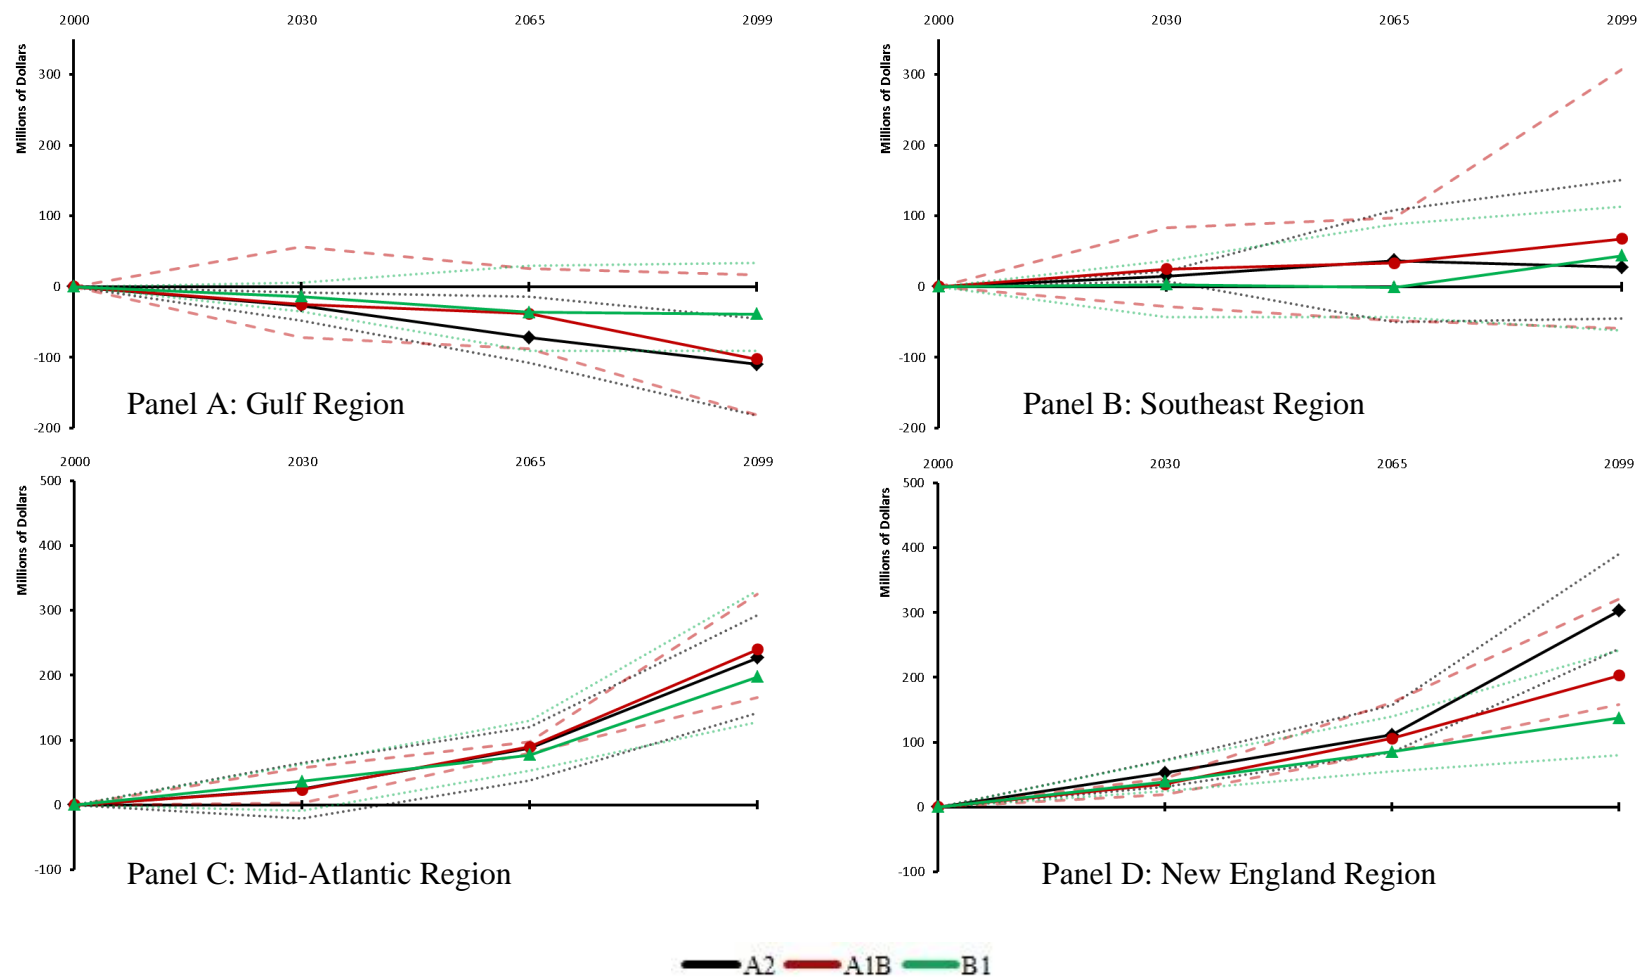 2000 2030 2065 2099
Millions of Dollars
300
200
100
0
-100
-200
Panel A: Gulf Region
2000 2030 2065 2099
Millions of Dollars
300
200
100
0
-100
-200
Panel B: Southeast Region
2000 2030 2065 2099
Millions of Dollars
500
400
300
200
100
0
-100
Panel C: Mid-Atlantic Region
2000 2030 2065 2099
Millions of Dollars
500
400
300
200
100
0
-100
Panel D: New England Region
A2 A1B B1